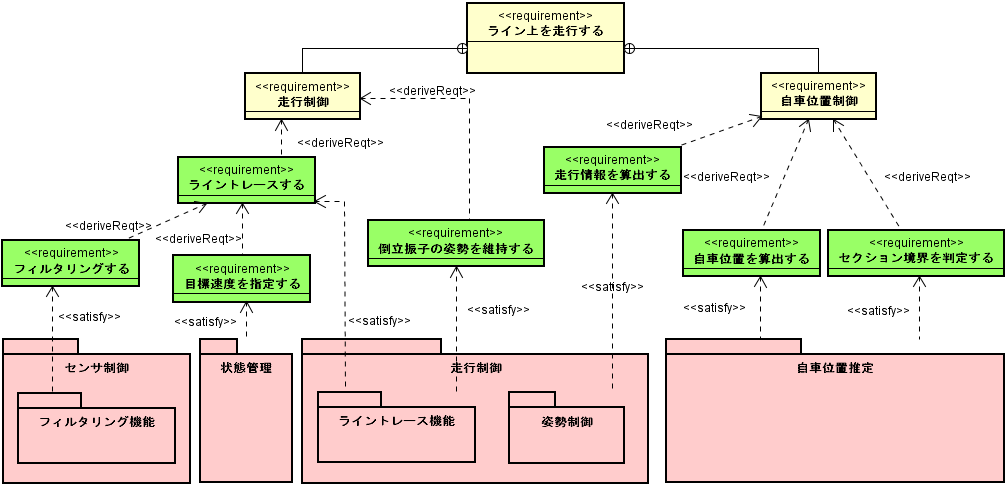 <<requirement>>
ライン上を走行する
<<requirement>>
走行制御
<<deriveReqt>>
<<requirement>>
自車位置制御
<<deriveReqt>>
<<deriveReqt>>
<<requirement>>
ライントレースする
<<requirement>>
走行情報を算出する
<<deriveReqt>>
<<deriveReqt>>
<<deriveReqt>>
<<deriveReqt>>
<<requirement>>
フィルタリングする
<<requirement>>
目標速度を指定する
<<requirement>>
倒立振子の姿勢を維持する
<<requirement>>
自車位置を算出する
<<requirement>>
セクション境界を判定する
<<satisfy>>
<<satisfy>>
<<satisfy>>
<<satisfy>>
<<satisfy>>
<<satisfy>>
<<satisfy>>
センサ制御
状態管理
走行制御
自車位置推定
フィルタリング機能
ライントレース機能
姿勢制御